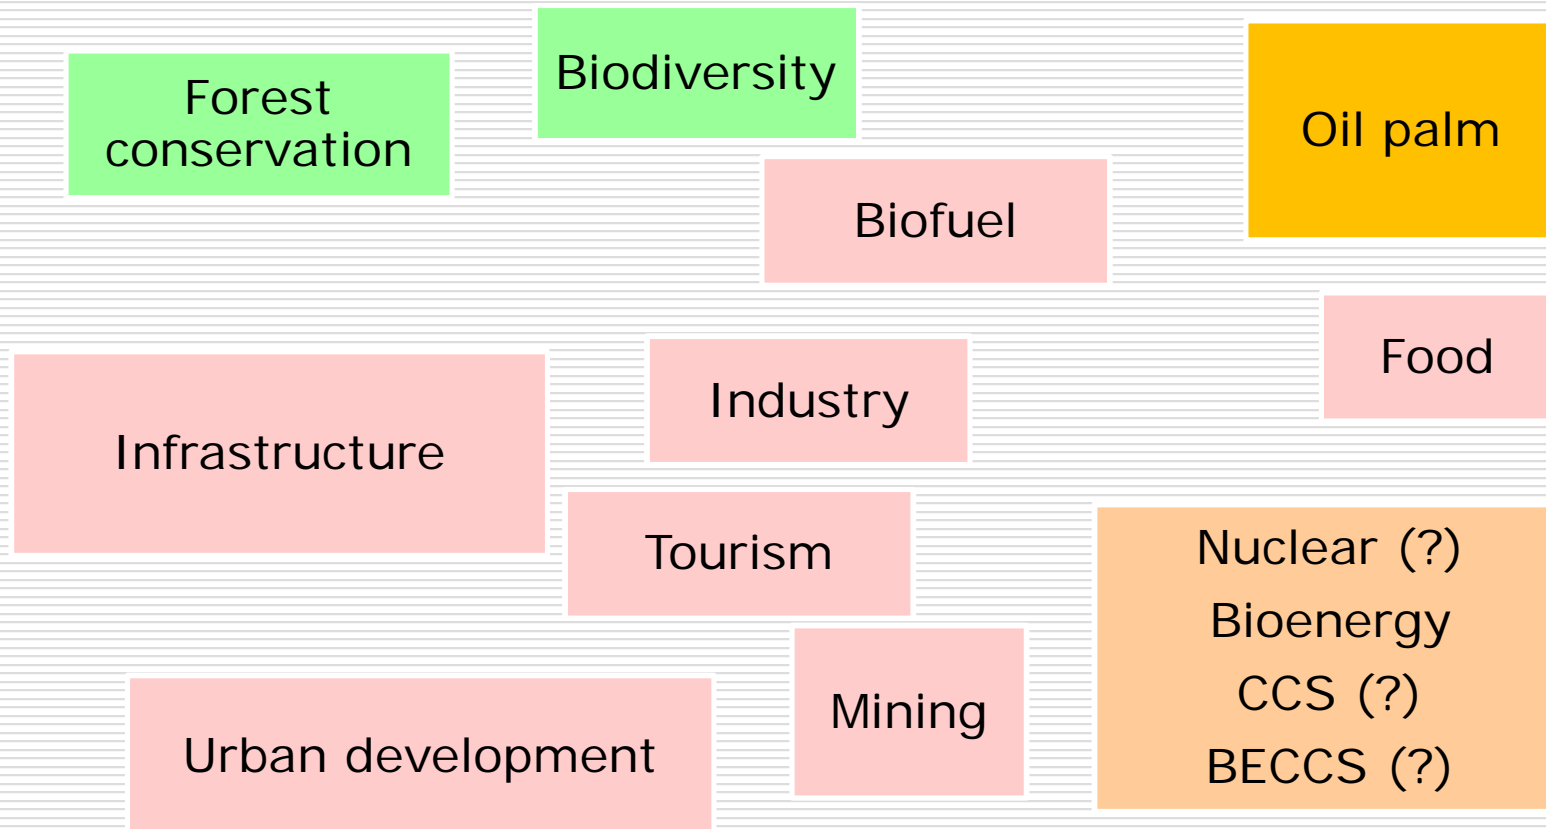 Biodiversity
Forest
conservation
Oil palm
Biofuel
Food
Industry
Infrastructure
Tourism
Nuclear (?)
Bioenergy
CCS (?)
BECCS (?)
Mining
Urban development